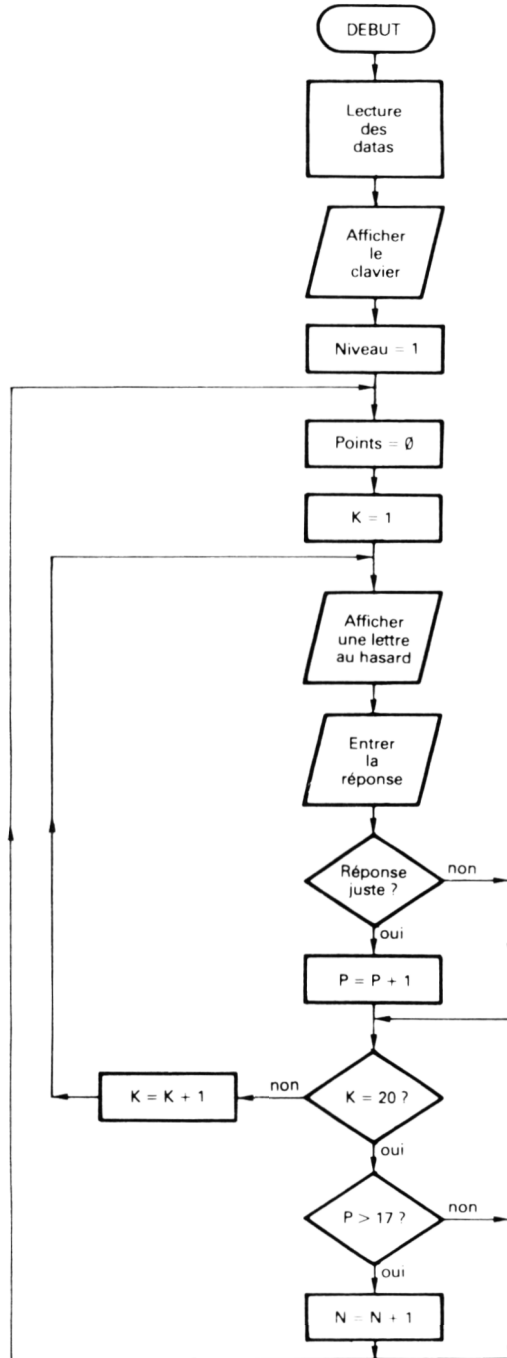 DEBUT
Lecture
des
datas
Afficher
le
clavier
Niveau = 1
Points = Ø
K = 1
Afficher
une lettre
au hasard
Entrer
la
réponse
Réponse
juste ?
non
oui
P = P + 1
K = K + 1
non
K = 20 ?
oui
P > 17 ?
non
oui
N = N + 1